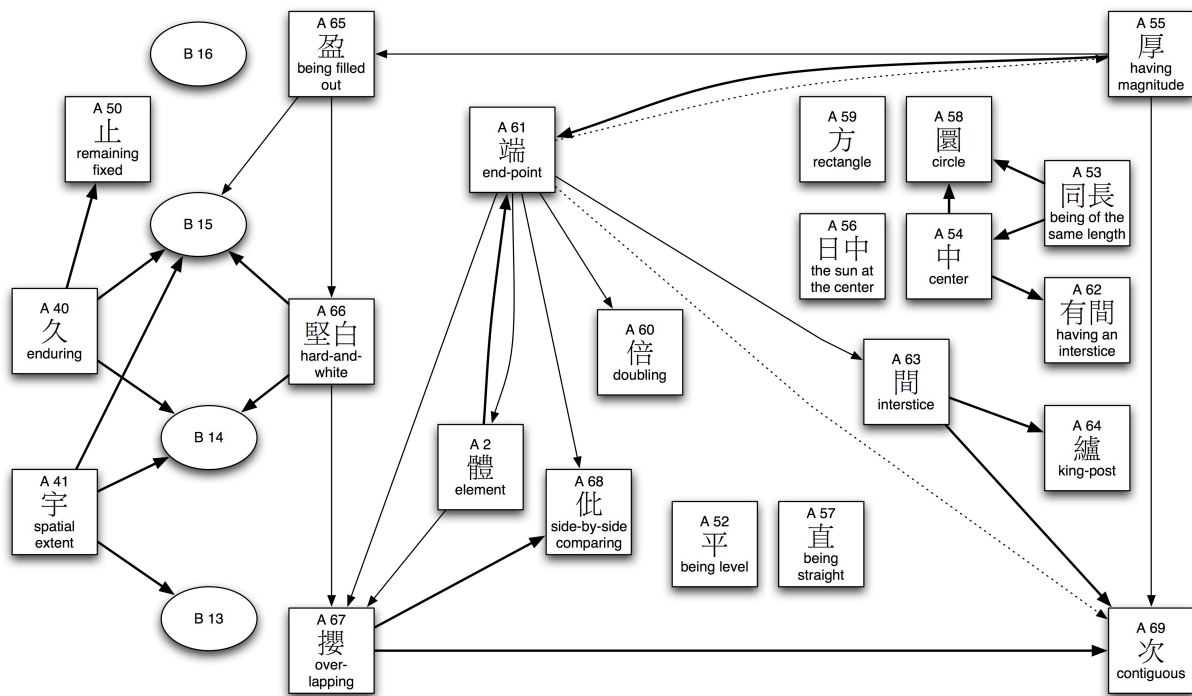 A 65
盈
being filled
out
A 55
厚
having
magnitude
B 16
A 50
止
remaining
fixed
A 61
端
end-point
A 59
方
rectangle
A 58
圜
circle
A 53
同長
being of the
same length
B 15
A 56
日中
the sun at
the center
A 54
中
center
A 62
有間
having an
interstice
A 40
久
enduring
A 66
堅白
hard-and-
white
A 60
倍
doubling
A 63
間
interstice
A 64
纑
king-post
B 14
A 2
體
element
A 41
宇
spatial
extent
A 68
仳
side-by-side
comparing
A 52
平
being level
A 57
直
being
straight
B 13
A 67
攖
over-
lapping
A 69
次
contiguous